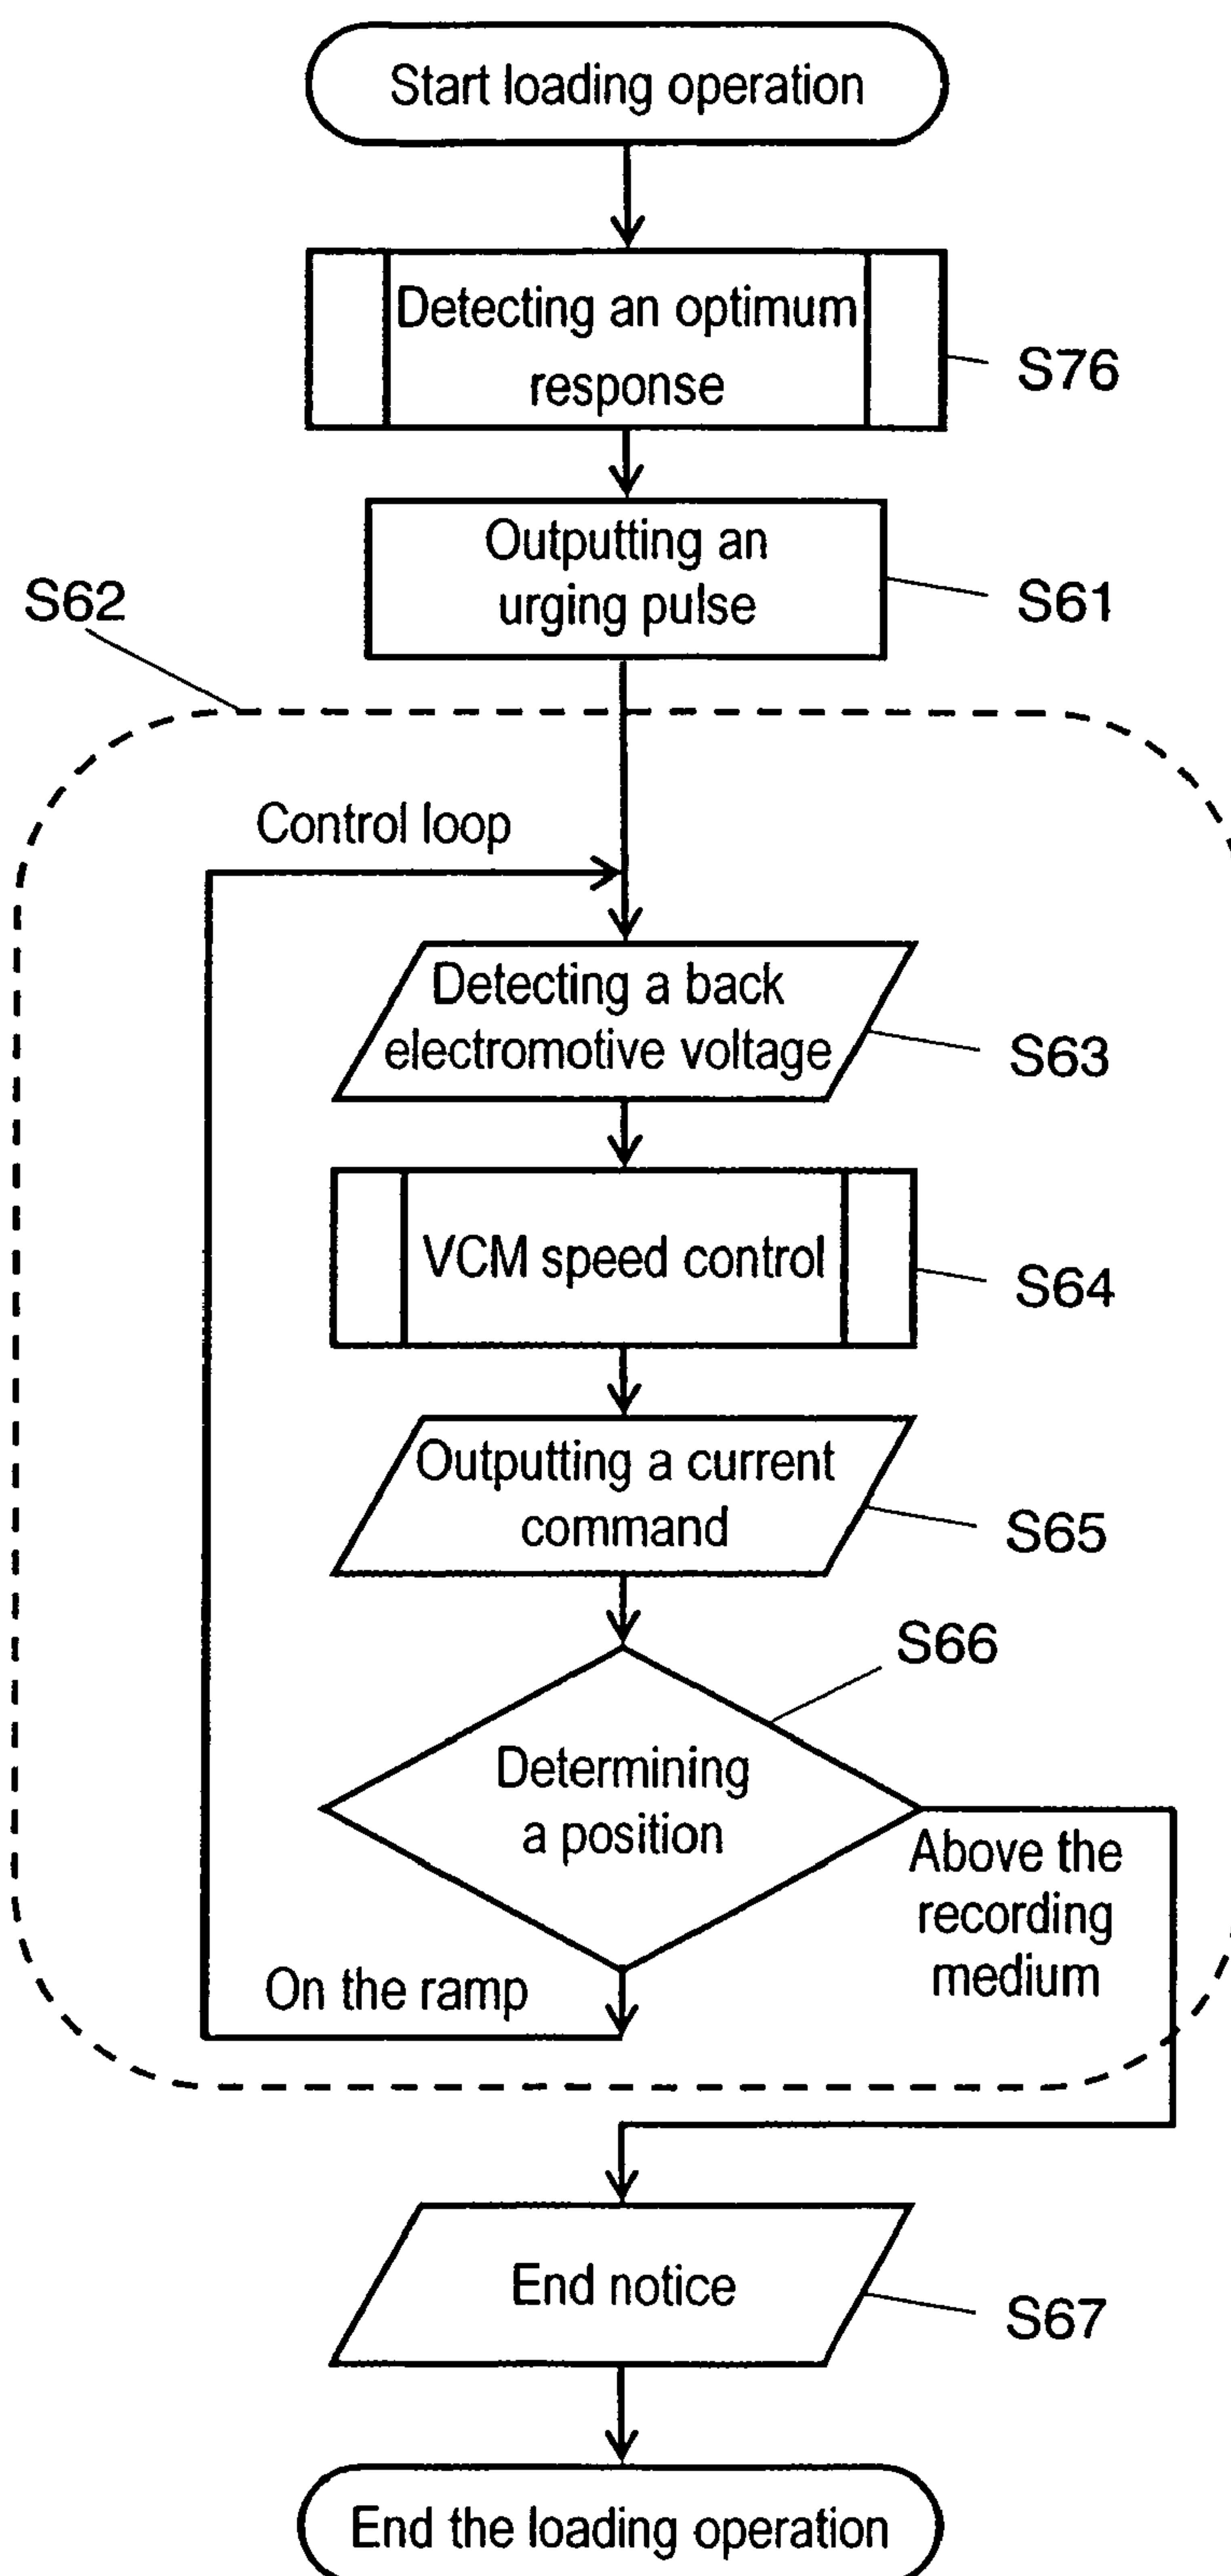 Start loading operation
Detecting an optimum
response
S76
Outputting an
urging pulse
S61
S62
Control loop
Detecting a back
electromotive voltage
S63
VCM speed control
S64
Outputting a current
command
S65
S66
Determining
a position
Above the
recording
medium
On the ramp
End notice
S67
End the loading operation